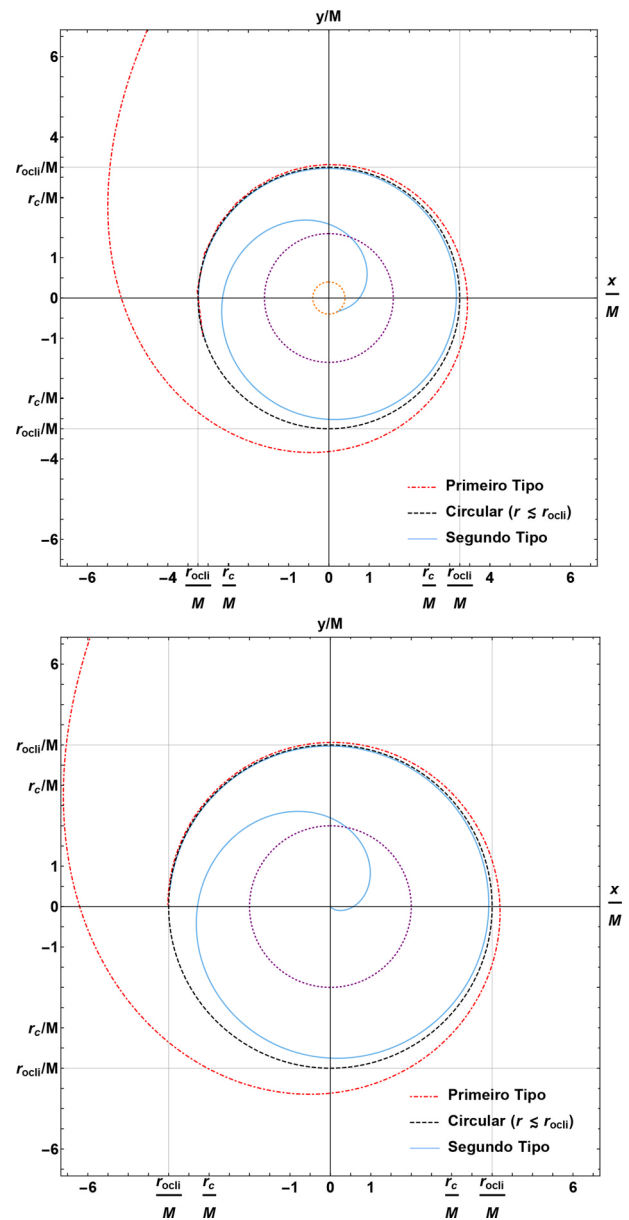 y/M
6
4
r_ocli/M
r_c/M
1
0
x/M
−1
r_c/M
r_ocli/M
−4
−6
Primeiro Tipo
Circular (r ≲ r_ocli)
Segundo Tipo
−6 −4 r_ocli/M r_c/M −1 0 1 r_c/M r_ocli/M 4 6
y/M
6
r_ocli/M
r_c/M
1
0
x/M
−1
r_c/M
r_ocli/M
−6
Primeiro Tipo
Circular (r ≲ r_ocli)
Segundo Tipo
−6 r_ocli/M r_c/M −1 0 1 r_c/M r_ocli/M 6